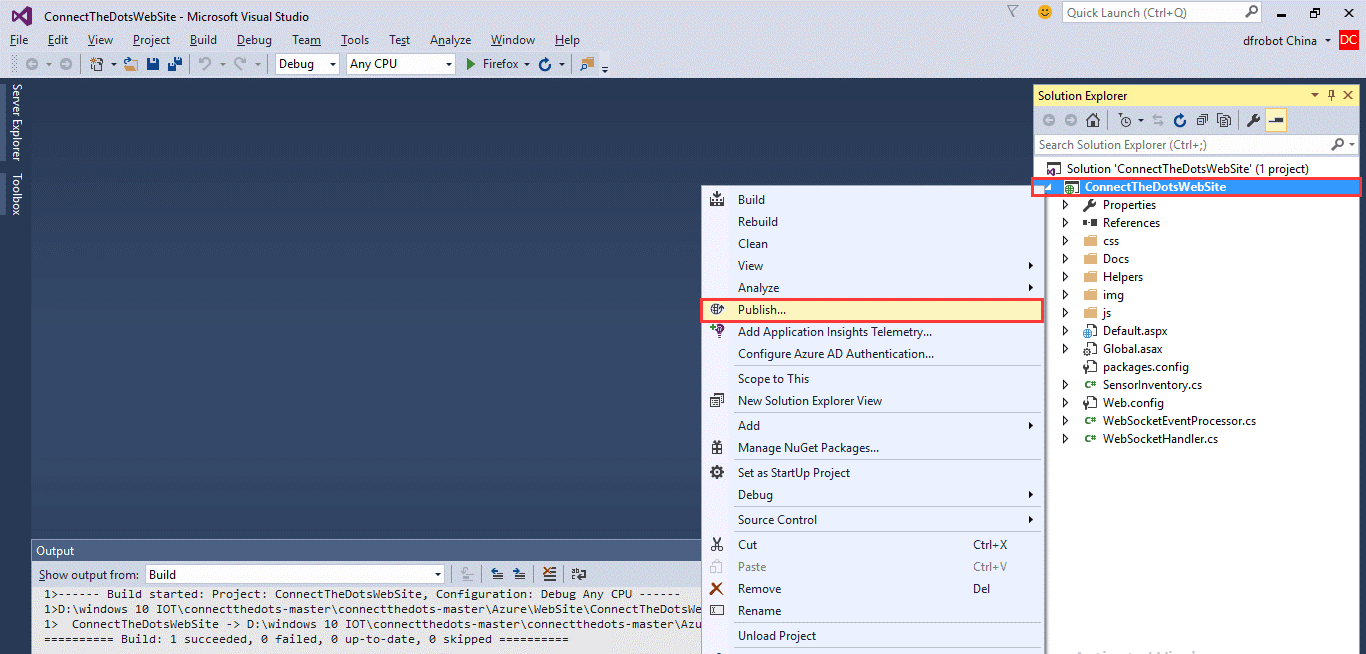 ConnectTheDotsWebSite - Microsoft Visual Studio
Quick Launch (Ctrl+Q)
File Edit View Project Build Debug Team Tools Test Analyze Window Help
dfrobot China DC
Debug Any CPU Firefox
Server Explorer
Toolbox
Solution Explorer
Search Solution Explorer (Ctrl+;)
Solution 'ConnectTheDotsWebSite' (1 project)
ConnectTheDotsWebSite
Properties
References
css
Docs
Helpers
img
js
Default.aspx
Global.asax
packages.config
SensorInventory.cs
Web.config
WebSocketEventProcessor.cs
WebSocketHandler.cs
Build
Rebuild
Clean
View
Analyze
Publish...
Add Application Insights Telemetry...
Configure Azure AD Authentication...
Scope to This
New Solution Explorer View
Add
Manage NuGet Packages...
Set as StartUp Project
Debug
Source Control
Cut Ctrl+X
Paste Ctrl+V
Remove Del
Rename
Unload Project
Output
Show output from: Build
1>------ Build started: Project: ConnectTheDotsWebSite, Configuration: Debug Any CPU ------
1>D:\windows 10 IOT\connectthedots-master\connectthedots-master\Azure\WebSite\ConnectTheDotsWe
1> ConnectTheDotsWebSite -> D:\windows 10 IOT\connectthedots-master\connectthedots-master\Azu
========== Build: 1 succeeded, 0 failed, 0 up-to-date, 0 skipped ==========